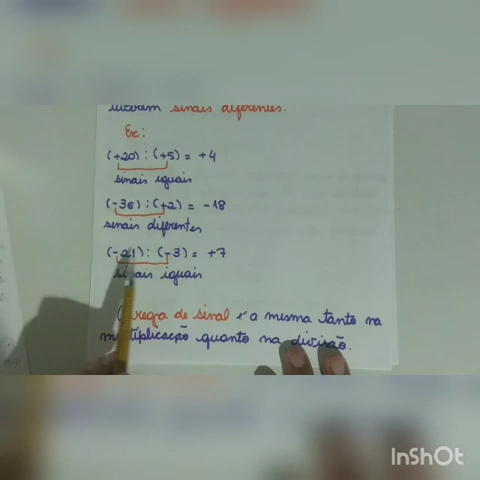 tiverem sinais diferentes.
Ex:
(+20) : (+5) = +4
sinais iguais
(-36) : (+2) = -18
sinais diferentes
(-21) : (-3) = +7
sinais iguais
A regra de sinal é a mesma tanto na
multiplicação quanto na divisão.
InShOt